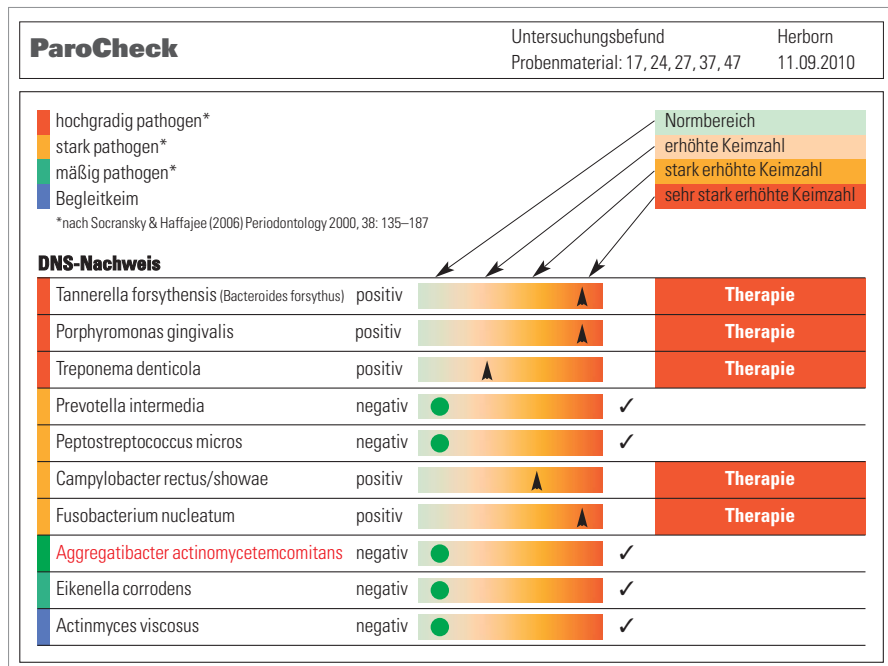 ParoCheck
Untersuchungsbefund
Probenmaterial: 17, 24, 27, 37, 47
Herborn
11.09.2010
hochgradig pathogen*
stark pathogen*
mäßig pathogen*
Begleitkeim
*nach Socransky & Haffajee (2006) Periodontology 2000, 38: 135–187
Normbereich
erhöhte Keimzahl
stark erhöhte Keimzahl
sehr stark erhöhte Keimzahl
DNS-Nachweis
Tannerella forsythensis (Bacteroides forsythus) positiv Therapie
Porphyromonas gingivalis positiv Therapie
Treponema denticola positiv Therapie
Prevotella intermedia negativ ✓
Peptostreptococcus micros negativ ✓
Campylobacter rectus/showae positiv Therapie
Fusobacterium nucleatum positiv Therapie
Aggregatibacter actinomycetemcomitans negativ ✓
Eikenella corrodens negativ ✓
Actinmyces viscosus negativ ✓